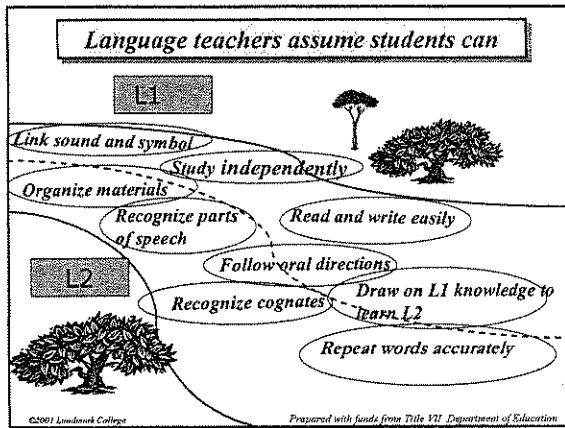 Language teachers assume students can
L1
Link sound and symbol
Study independently
Organize materials
Recognize parts
of speech
Read and write easily
L2
Follow oral directions
Recognize cognates
Draw on L1 knowledge to
learn L2
Repeat words accurately
©2001 Landmark College
Prepared with funds from Title VII Department of Education